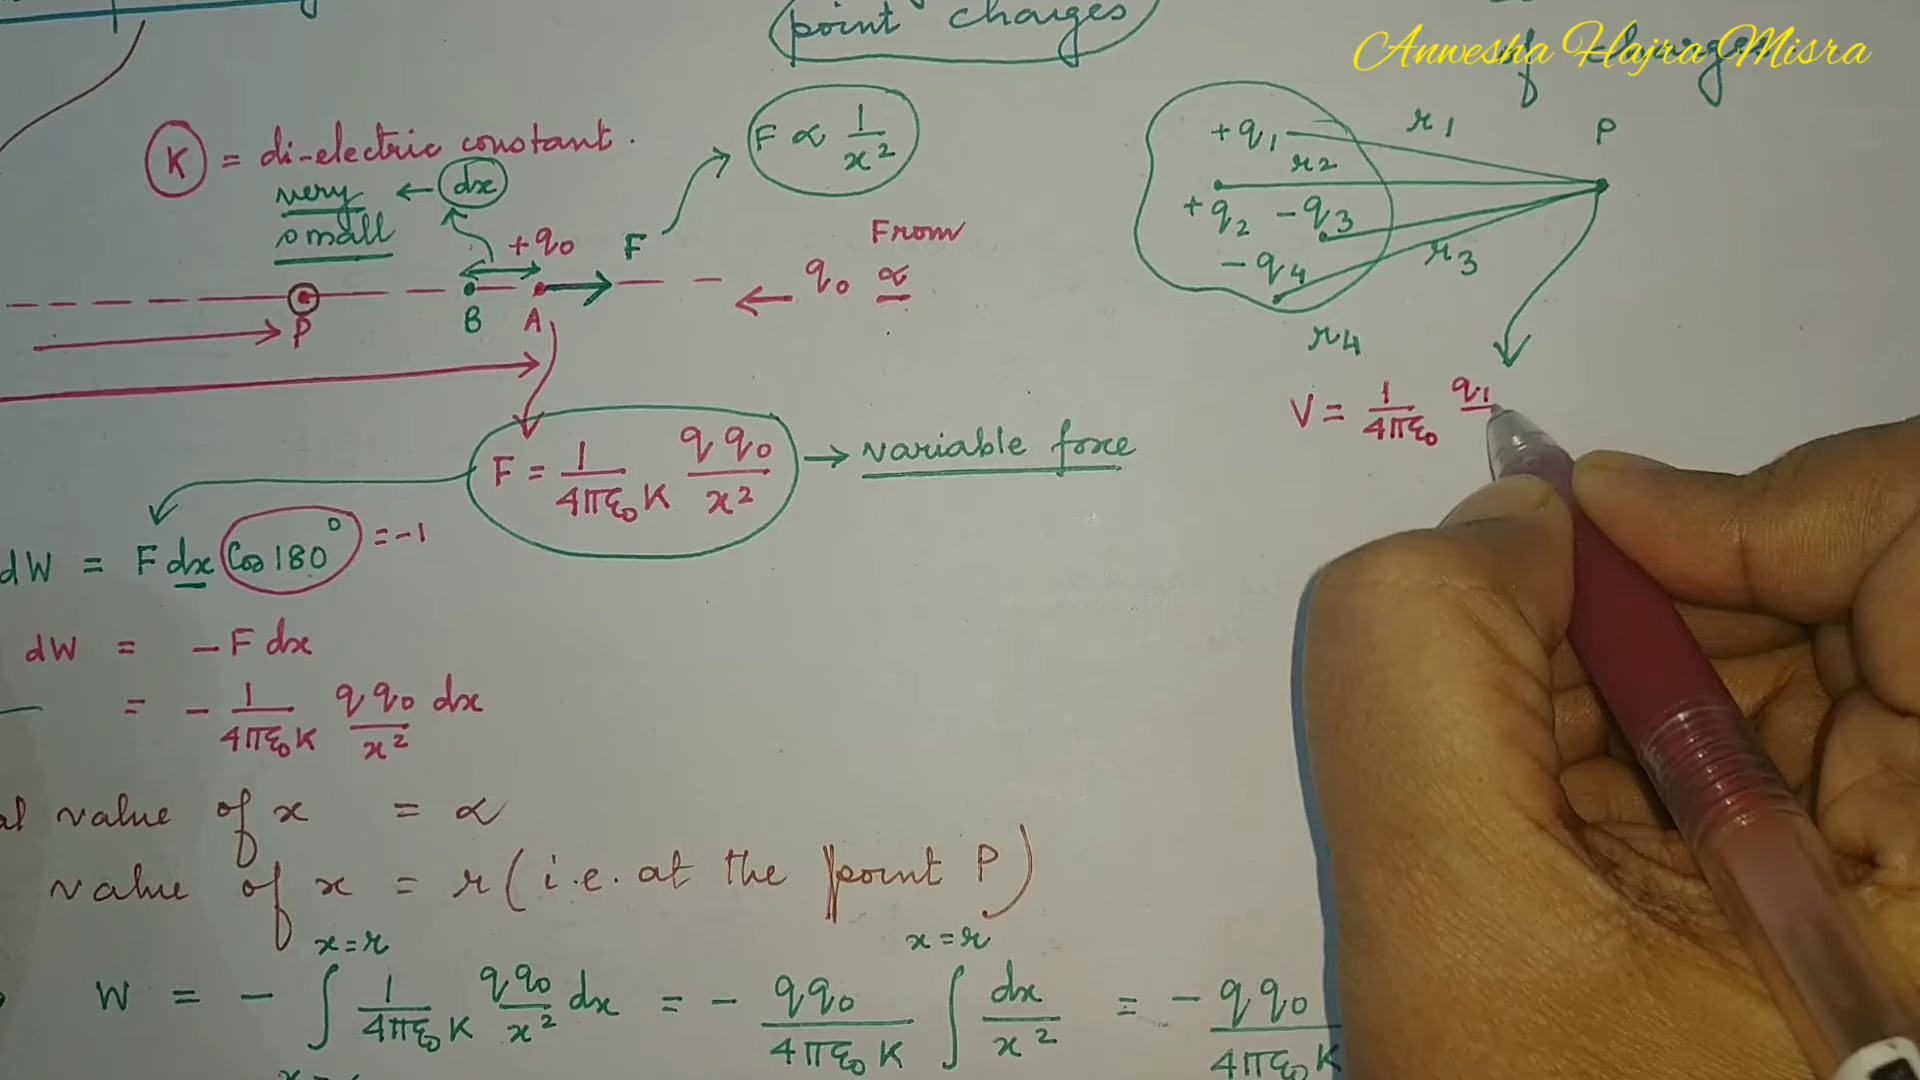 point charges
of charges
Anwesha Hajra Misra
K = di-electric constant.
very ← dx
small
F ∝ 1/x²
+q₀ F
From
← q₀ ∝
P B A
F = 1/4πε₀K qq₀/x² → variable force
dW = F dx Cos 180° = -1
dW = - F dx
= - 1/4πε₀K qq₀/x² dx
value of x = ∝
value of x = r (i.e. at the point P)
x = r x = r
W = - ∫ 1/4πε₀K qq₀/x² dx = - qq₀/4πε₀K ∫ dx/x² = - qq₀/4πε₀K
+q₁ r₁ P
r₂
+q₂ -q₃
-q₄ r₃
r₄
V = 1/4πε₀ q₁